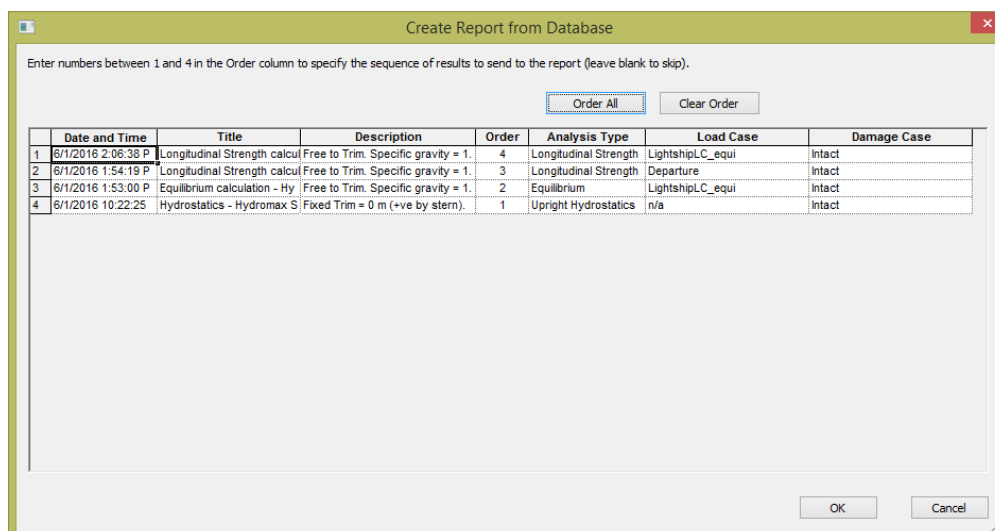 Create Report from Database
Enter numbers between 1 and 4 in the Order column to specify the sequence of results to send to the report (leave blank to skip).
Order All Clear Order
Date and Time Title Description Order Analysis Type Load Case Damage Case
1 6/1/2016 2:06:38 P Longitudinal Strength calcul Free to Trim. Specific gravity = 1. 4 Longitudinal Strength LightshipLC_equi Intact
2 6/1/2016 1:54:19 P Longitudinal Strength calcul Free to Trim. Specific gravity = 1. 3 Longitudinal Strength Departure Intact
3 6/1/2016 1:53:00 P Equilibrium calculation - Hy Free to Trim. Specific gravity = 1. 2 Equilibrium LightshipLC_equi Intact
4 6/1/2016 10:22:25 Hydrostatics - Hydromax S Fixed Trim = 0 m (+ve by stern). 1 Upright Hydrostatics n/a Intact
OK Cancel